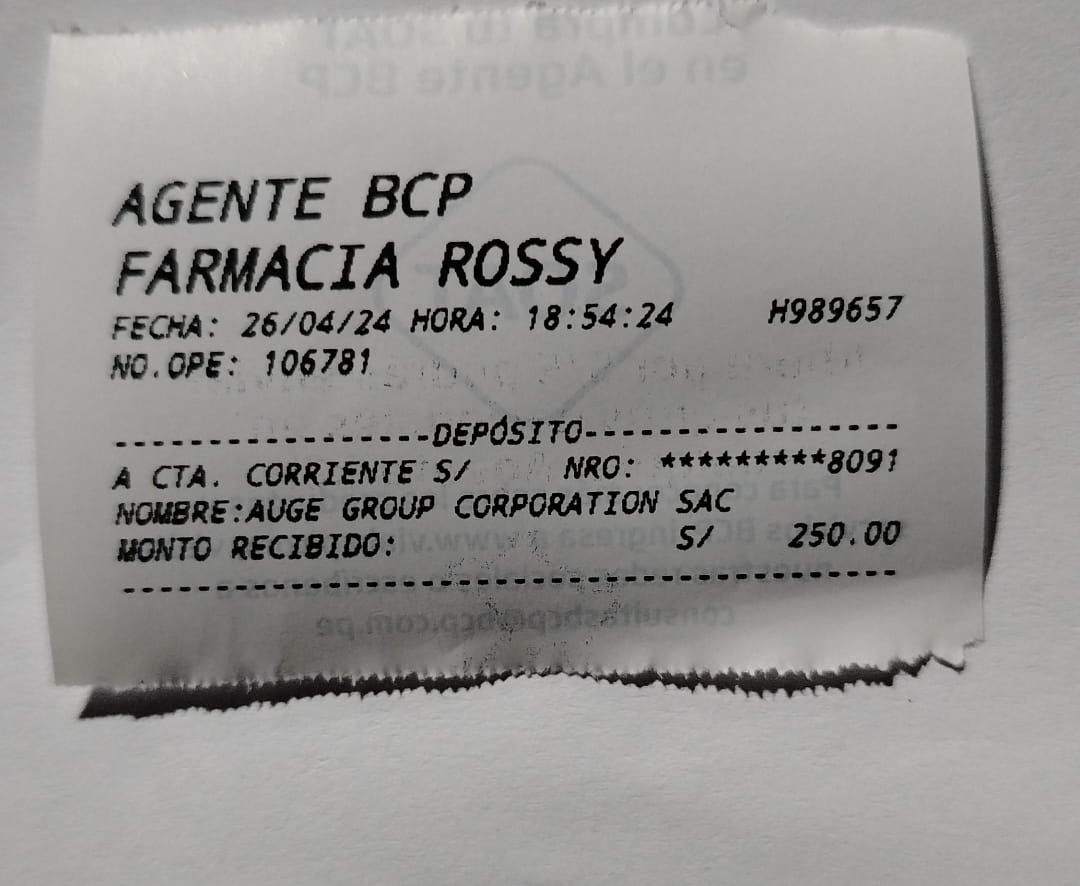 AGENTE BCP
FARMACIA ROSSY
FECHA: 26/04/24 HORA: 18:54:24 H989657
NO.OPE: 106781
-----------------DEPÓSITO-----------------
A CTA. CORRIENTE S/ NRO: *********8091
NOMBRE:AUGE GROUP CORPORATION SAC
MONTO RECIBIDO: S/ 250.00
------------------------------------------